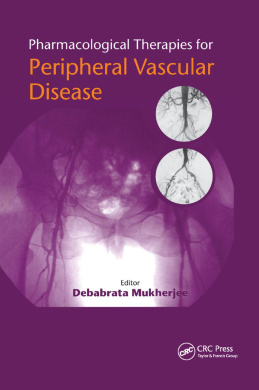 Pharmacological Therapies for
Peripheral Vascular
Disease
Editor
Debabrata Mukherjee
CRC Press
Taylor & Francis Group